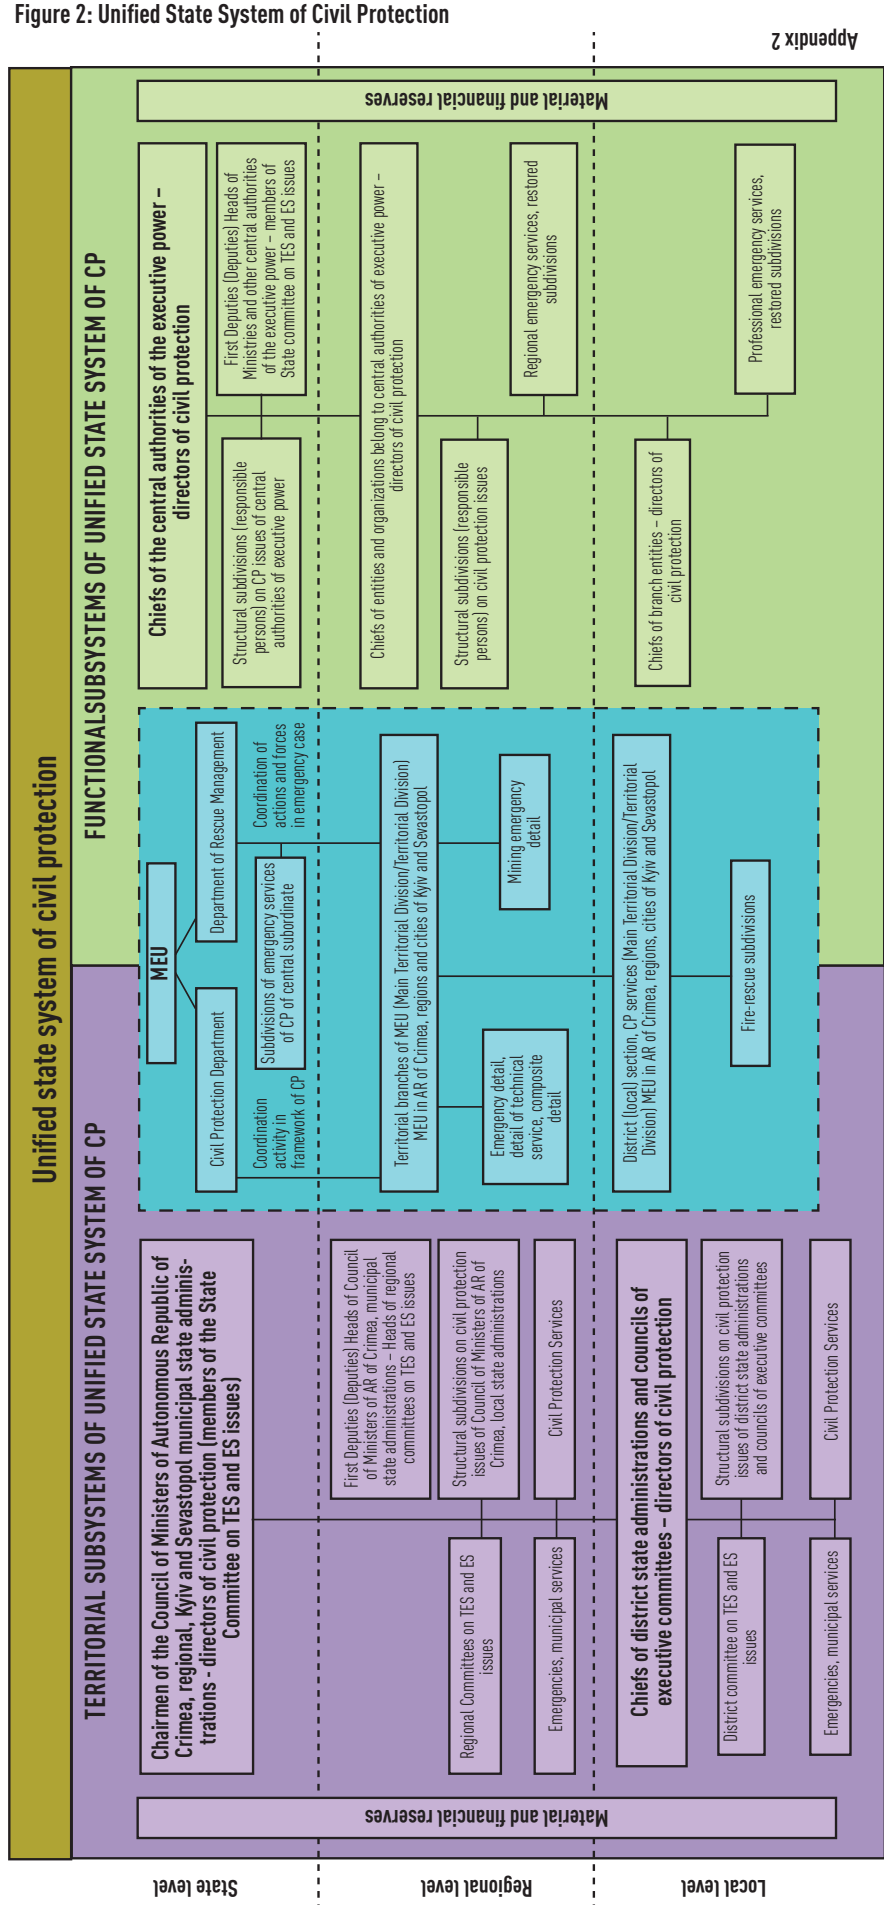 Figure 2: Unified State System of Civil Protection
Appendix 2
Unified state system of civil protection
TERRITORIAL SUBSYSTEMS OF UNIFIED STATE SYSTEM OF CP
FUNCTIONALSUBSYSTEMS OF UNIFIED STATE SYSTEM OF CP
State level
Regional level
Local level
Material and financial reserves
Chairmen of the Council of Ministers of Autonomous Republic of
Crimea, regional, Kyiv and Sevastopol municipal state adminis-
trations - directors of civil protection (members of the State
Committee on TES and ES issues)
First Deputies (Deputies) Heads of Council
of Ministers of AR of Crimea, municipal
state administrations – Heads of regional
committees on TES and ES issues
Regional Committees on TES and ES
issues
Structural subdivisions on civil protection
issues of Council of Ministers of AR of
Crimea, local state administrations
Emergencies, municipal services
Civil Protection Services
Chiefs of district state administrations and councils of
executive committees – directors of civil protection
District committee on TES and ES
issues
Structural subdivisions on civil protection
issues of district state administrations
and councils of executive committees
Emergencies, municipal services
Civil Protection Services
MEU
Civil Protection Department
Department of Rescue Management
Coordination
activity in
framework of CP
Subdivisions of emergency services
of CP of central subordinate
Coordination of
actions and forces
in emergency case
Territorial branches of MEU (Main Territorial Division/Territorial Division)
MEU in AR of Crimea, regions and cities of Kyiv and Sevastopol
Emergency detail,
detail of technical
service, composite
detail
Mining emergency
detail
District (local) section, CP services (Main Territorial Division/Territorial
Division) MEU in AR of Crimea, regions, cities of Kyiv and Sevastopol
Fire-rescue subdivisions
Chiefs of the central authorities of the executive power –
directors of civil protection
Structural subdivisions (responsible
persons) on CP issues of central
authorities of executive power
First Deputies (Deputies) Heads of
Ministries and other central authorities
of the executive power – members of
State committee on TES and ES issues
Chiefs of entities and organizations belong to central authorities of executive power –
directors of civil protection
Structural subdivisions (responsible
persons) on civil protection issues
Regional emergency services, restored
subdivisions
Chiefs of branch entities – directors of
civil protection
Professional emergency services,
restored subdivisions
Material and financial reserves